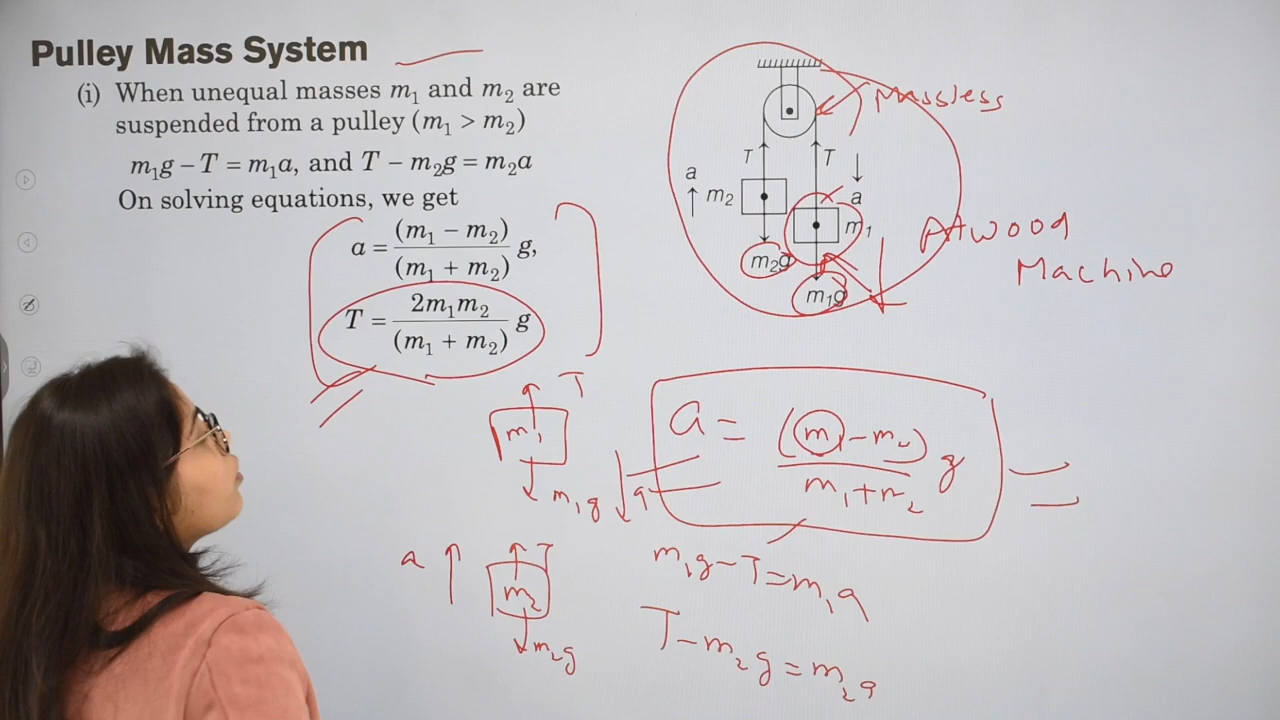 Pulley Mass System
(i) When unequal masses m₁ and m₂ are
suspended from a pulley (m₁ > m₂)
m₁g – T = m₁a, and T – m₂g = m₂a
On solving equations, we get
a = (m₁ – m₂) / (m₁ + m₂) g,
T = 2m₁m₂ / (m₁ + m₂) g
Massless
T
T
a
m₂
a
m₁
m₂g
m₁g
Atwood
Machine
T
m₁
m₁g
a
a = (m₁ – m₂) / m₁ + m₂ g
a
T
m₂
m₂g
m₁g – T = m₁a
T – m₂g = m₂a